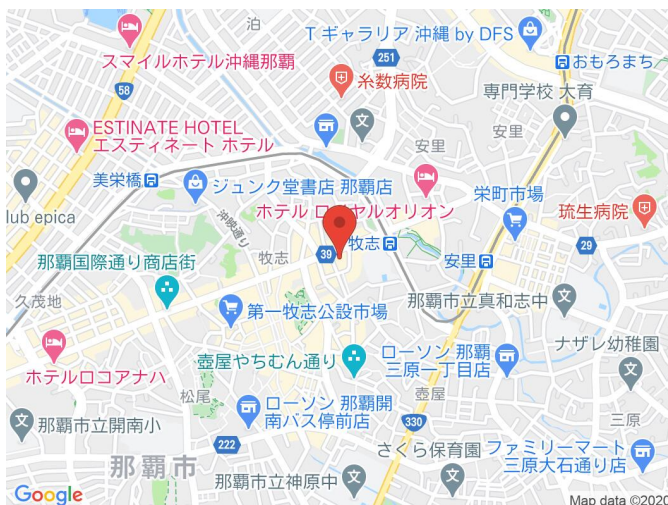 泊
Tギャラリア 沖縄 by DFS
スマイルホテル沖縄那覇
251
おもろまち
糸数病院
58
専門学校 大育
ESTINATE HOTEL
エスティネート ホテル
文
安里
安里
美栄橋
ジュンク堂書店 那覇店
ホテル ロイヤルオリオン
栄町市場
琉生病院
lub epica
沖映通り
39
牧志
29
牧志
安里
那覇国際通り商店街
久茂地
第一牧志公設市場
那覇市立真和志中
文
ナザレ幼稚園
壺屋やちむん通り
ローソン 那覇
三原一丁目店
ホテルロコアナハ
壺屋
松尾
ローソン 那覇開
南バス停前店
330
三原
文
那覇市立開南小
222
さくら保育園
ファミリーマート
三原大石通り店
那覇市
那覇市立神原中
文
Google
Map data ©2020